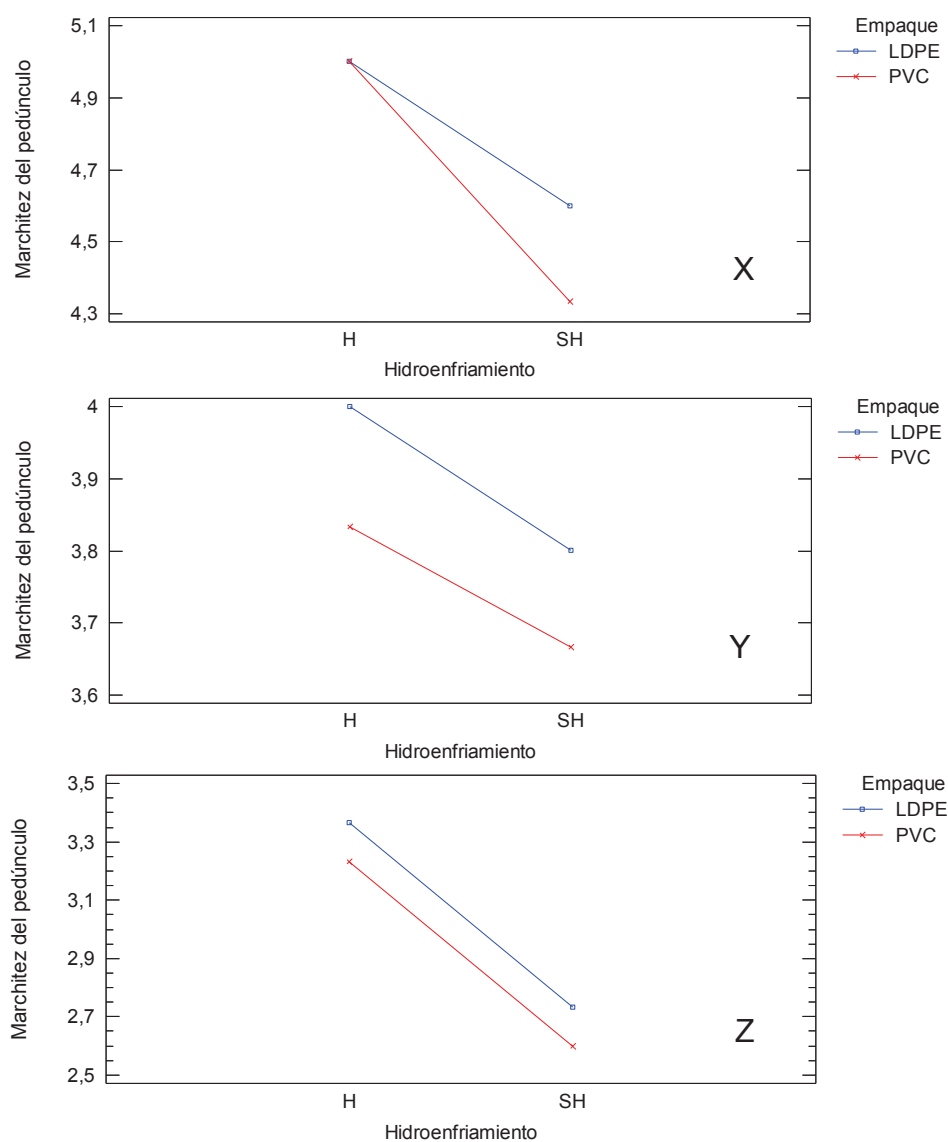 Marchitez del pedúnculo
5,1
4,9
4,7
4,5
4,3
H
SH
Hidroenfriamiento
X
Empaque
LDPE
PVC
Marchitez del pedúnculo
4
3,9
3,8
3,7
3,6
H
SH
Hidroenfriamiento
Y
Empaque
LDPE
PVC
Marchitez del pedúnculo
3,5
3,3
3,1
2,9
2,7
2,5
H
SH
Hidroenfriamiento
Z
Empaque
LDPE
PVC